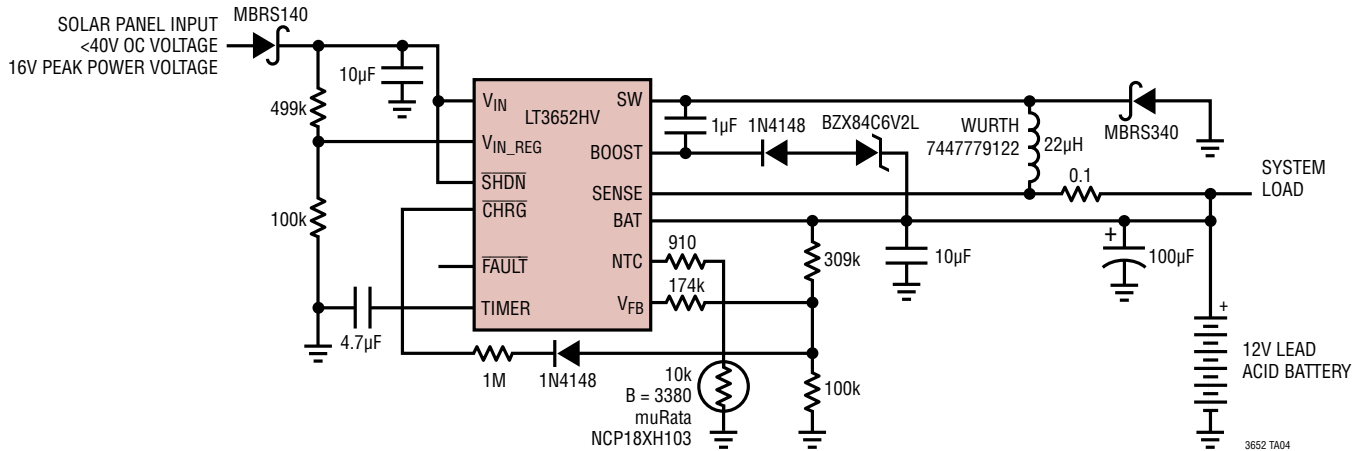 SOLAR PANEL INPUT
<40V OC VOLTAGE
16V PEAK POWER VOLTAGE
MBRS140
10µF
499k
100k
4.7µF
LT3652HV
VIN
VIN_REG
SHDN
CHRG
FAULT
TIMER
SW
BOOST
SENSE
BAT
NTC
VFB
1µF
1N4148
BZX84C6V2L
WURTH
7447779122
22µH
MBRS340
0.1
SYSTEM
LOAD
910
174k
309k
10µF
+
100µF
1M
1N4148
10k
B = 3380
muRata
NCP18XH103
100k
+
12V LEAD
ACID BATTERY
3652 TA04